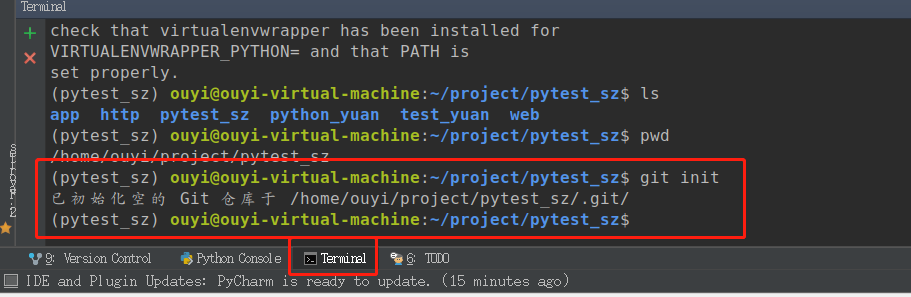 Terminal
check that virtualenvwrapper has been installed for
VIRTUALENVWRAPPER_PYTHON= and that PATH is
set properly.
(pytest_sz) ouyi@ouyi-virtual-machine:~/project/pytest_sz$ ls
app http pytest_sz python_yuan test_yuan web
(pytest_sz) ouyi@ouyi-virtual-machine:~/project/pytest_sz$ pwd
/home/ouyi/project/pytest_sz
(pytest_sz) ouyi@ouyi-virtual-machine:~/project/pytest_sz$ git init
已初始化空的 Git 仓库于 /home/ouyi/project/pytest_sz/.git/
(pytest_sz) ouyi@ouyi-virtual-machine:~/project/pytest_sz$
9: Version Control Python Console Terminal 6: TODO
IDE and Plugin Updates: PyCharm is ready to update. (15 minutes ago)